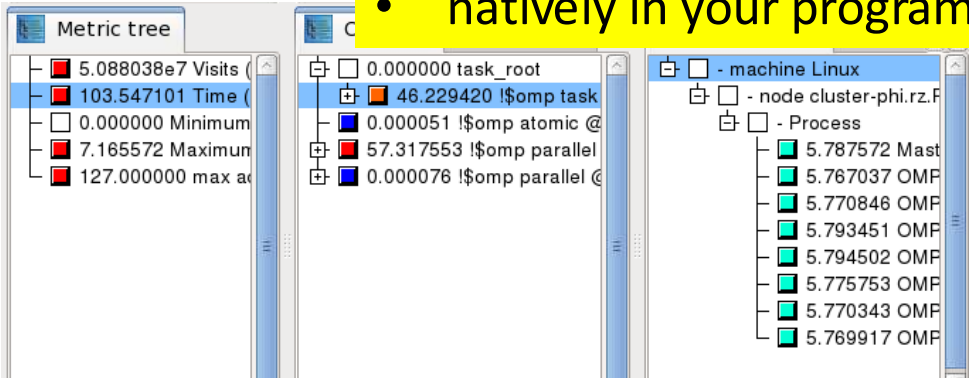 • natively in your program
Metric tree
5.088038e7 Visits (
103.547101 Time (
0.000000 Minimum
7.165572 Maximum
127.000000 max
C
0.000000 task_root
46.229420 !$omp task
0.000051 !$omp atomic @
57.317553 !$omp parallel
0.000076 !$omp parallel @
- machine Linux
- node cluster-phi.rz.
- Process
5.787572 Mast
5.767037 OMP
5.770846 OMP
5.793451 OMP
5.794502 OMP
5.775753 OMP
5.770343 OMP
5.769917 OMP